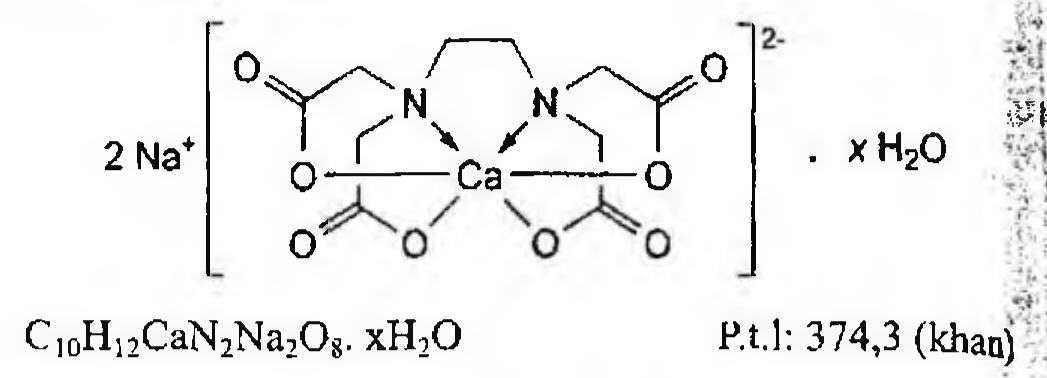 2 Na⁺ [ ]²⁻ . x H₂O
O N N O
O Ca O
O O O O
C₁₀H₁₂CaN₂Na₂O₈. xH₂O P.t.l: 374,3 (khan)